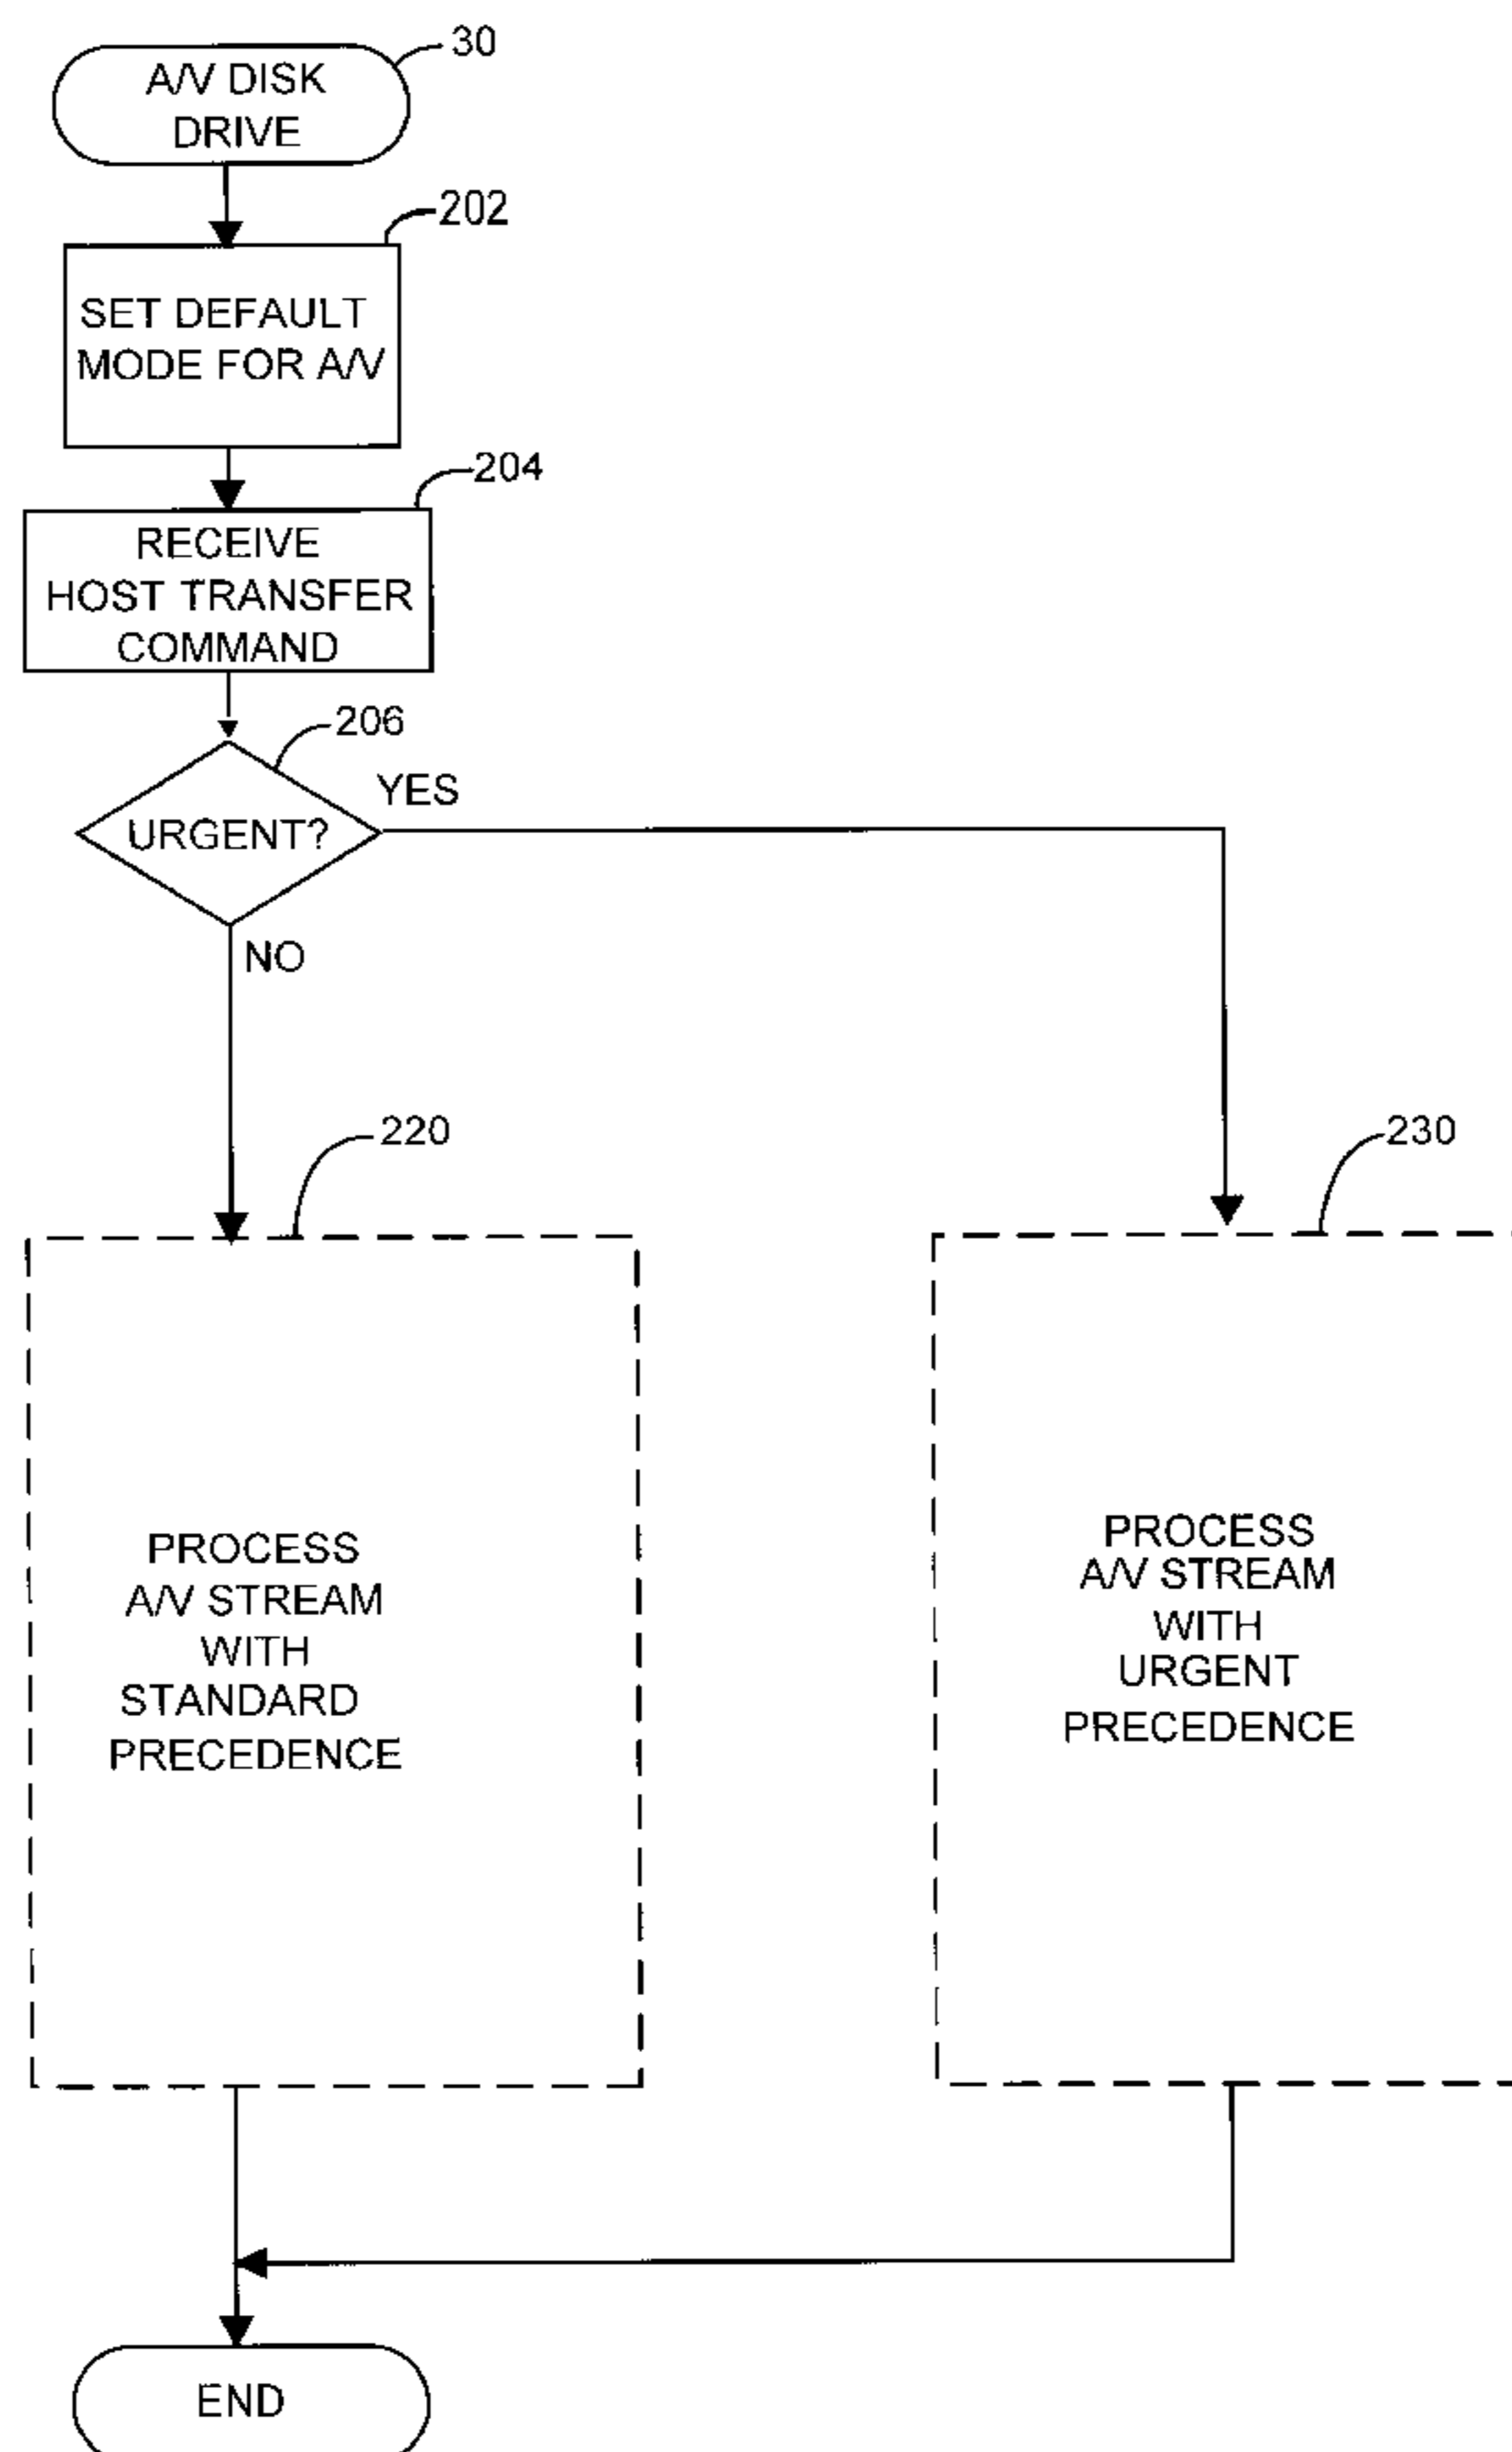 30
A/V DISK
DRIVE
202
SET DEFAULT
MODE FOR A/V
204
RECEIVE
HOST TRANSFER
COMMAND
206
YES
URGENT?
NO
220
230
PROCESS
A/V STREAM
WITH
STANDARD
PRECEDENCE
PROCESS
A/V STREAM
WITH
URGENT
PRECEDENCE
END